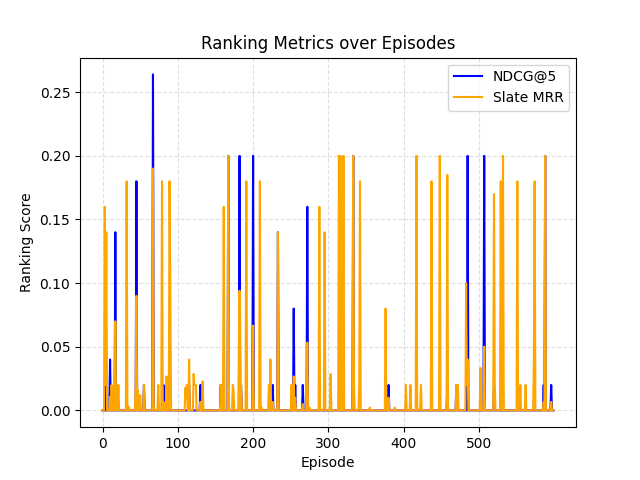 Ranking Metrics over Episodes
NDCG@5
Slate MRR
Ranking Score
0.25
0.20
0.15
0.10
0.05
0.00
0 100 200 300 400 500
Episode